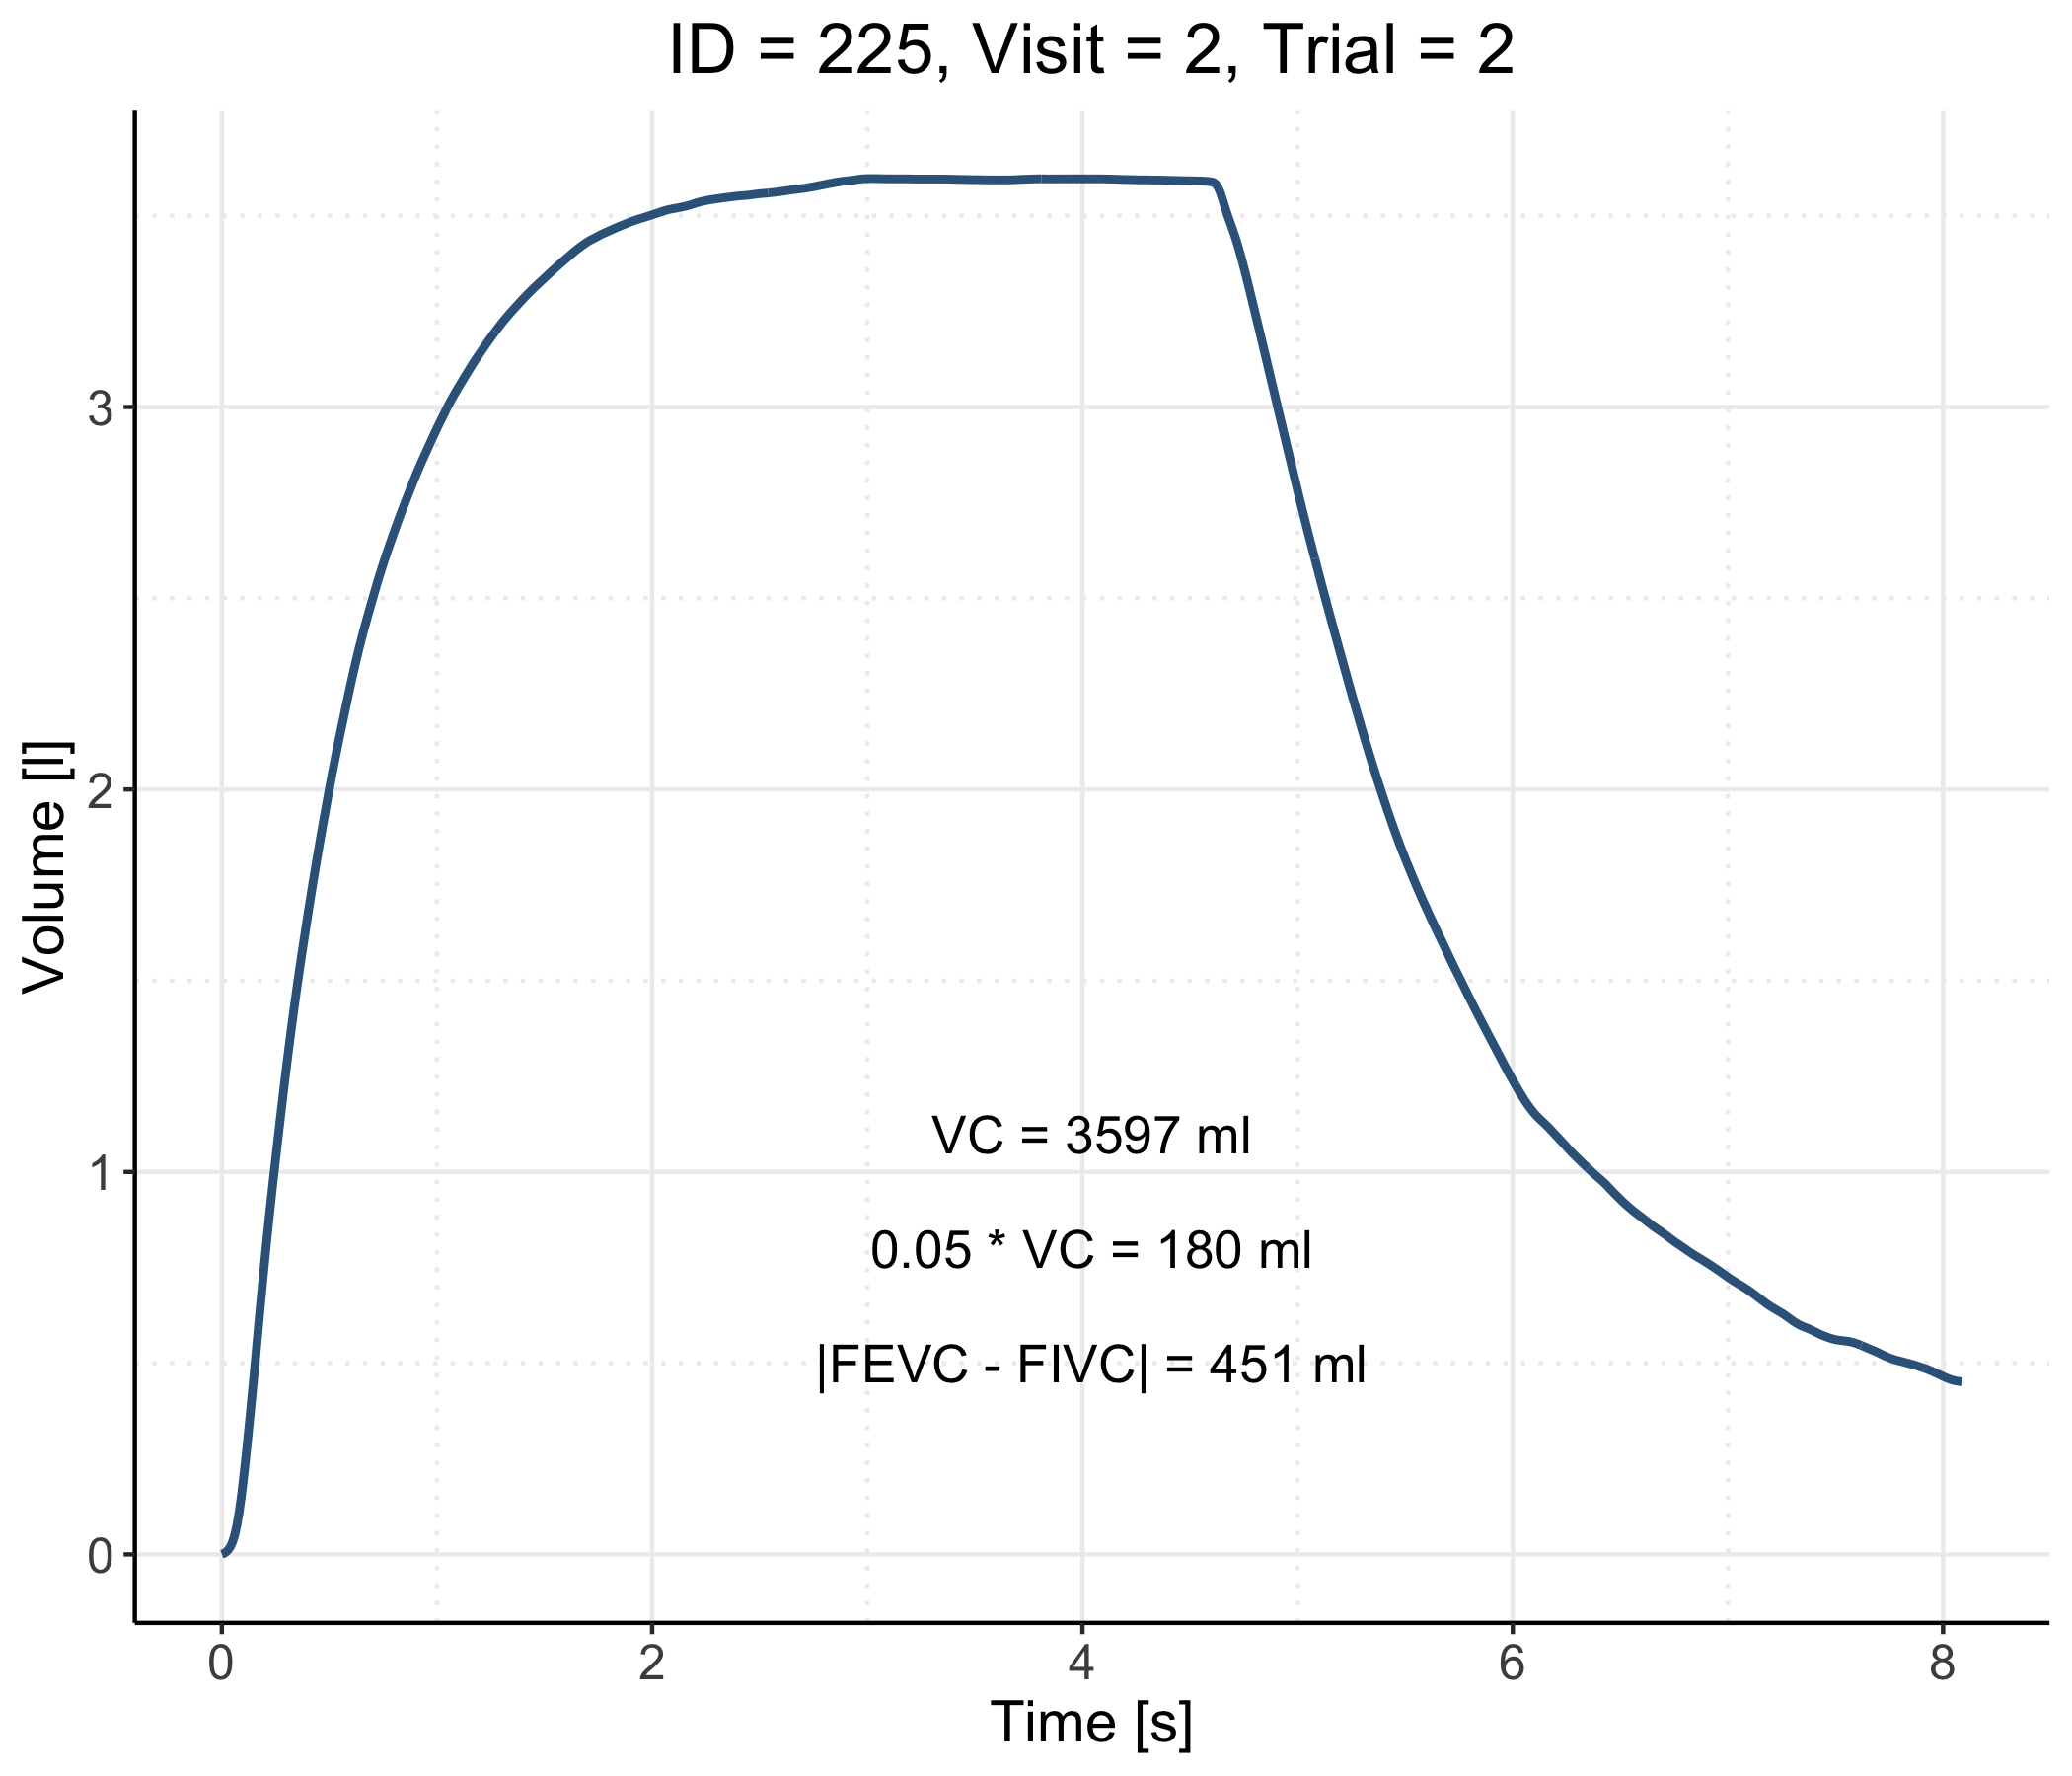 ID = 225, Visit = 2, Trial = 2
Volume [l]
3
2
1
0
VC = 3597 ml
0.05 * VC = 180 ml
|FEVC - FIVC| = 451 ml
0 2 4 6 8
Time [s]